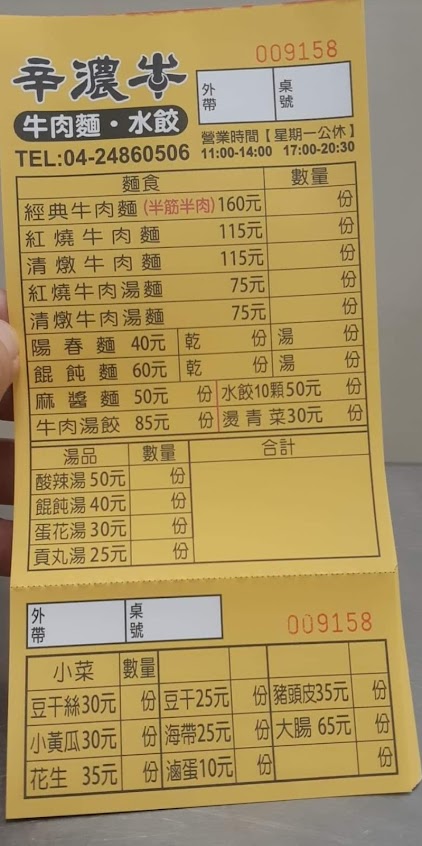 009158
辛濃牛
外帶
桌號
牛肉麵・水餃
營業時間【星期一公休】
TEL:04-24860506 11:00-14:00 17:00-20:30
麵食 數量
經典牛肉麵(半筋半肉)160元 份
紅燒牛肉麵 115元 份
清燉牛肉麵 115元 份
紅燒牛肉湯麵 75元 份
清燉牛肉湯麵 75元 份
陽春麵 40元 乾 份 湯 份
餛飩麵 60元 乾 份 湯 份
麻醬麵 50元 份 水餃10顆50元 份
牛肉湯餃 85元 份 燙青菜30元 份
湯品 數量 合計
酸辣湯50元 份
餛飩湯40元 份
蛋花湯30元 份
貢丸湯25元 份
外帶
桌號
009158
小菜 數量
豆干絲30元 份 豆干25元 份 豬頭皮35元 份
小黃瓜30元 份 海帶25元 份 大腸 65元 份
花生 35元 份 滷蛋10元 份 份